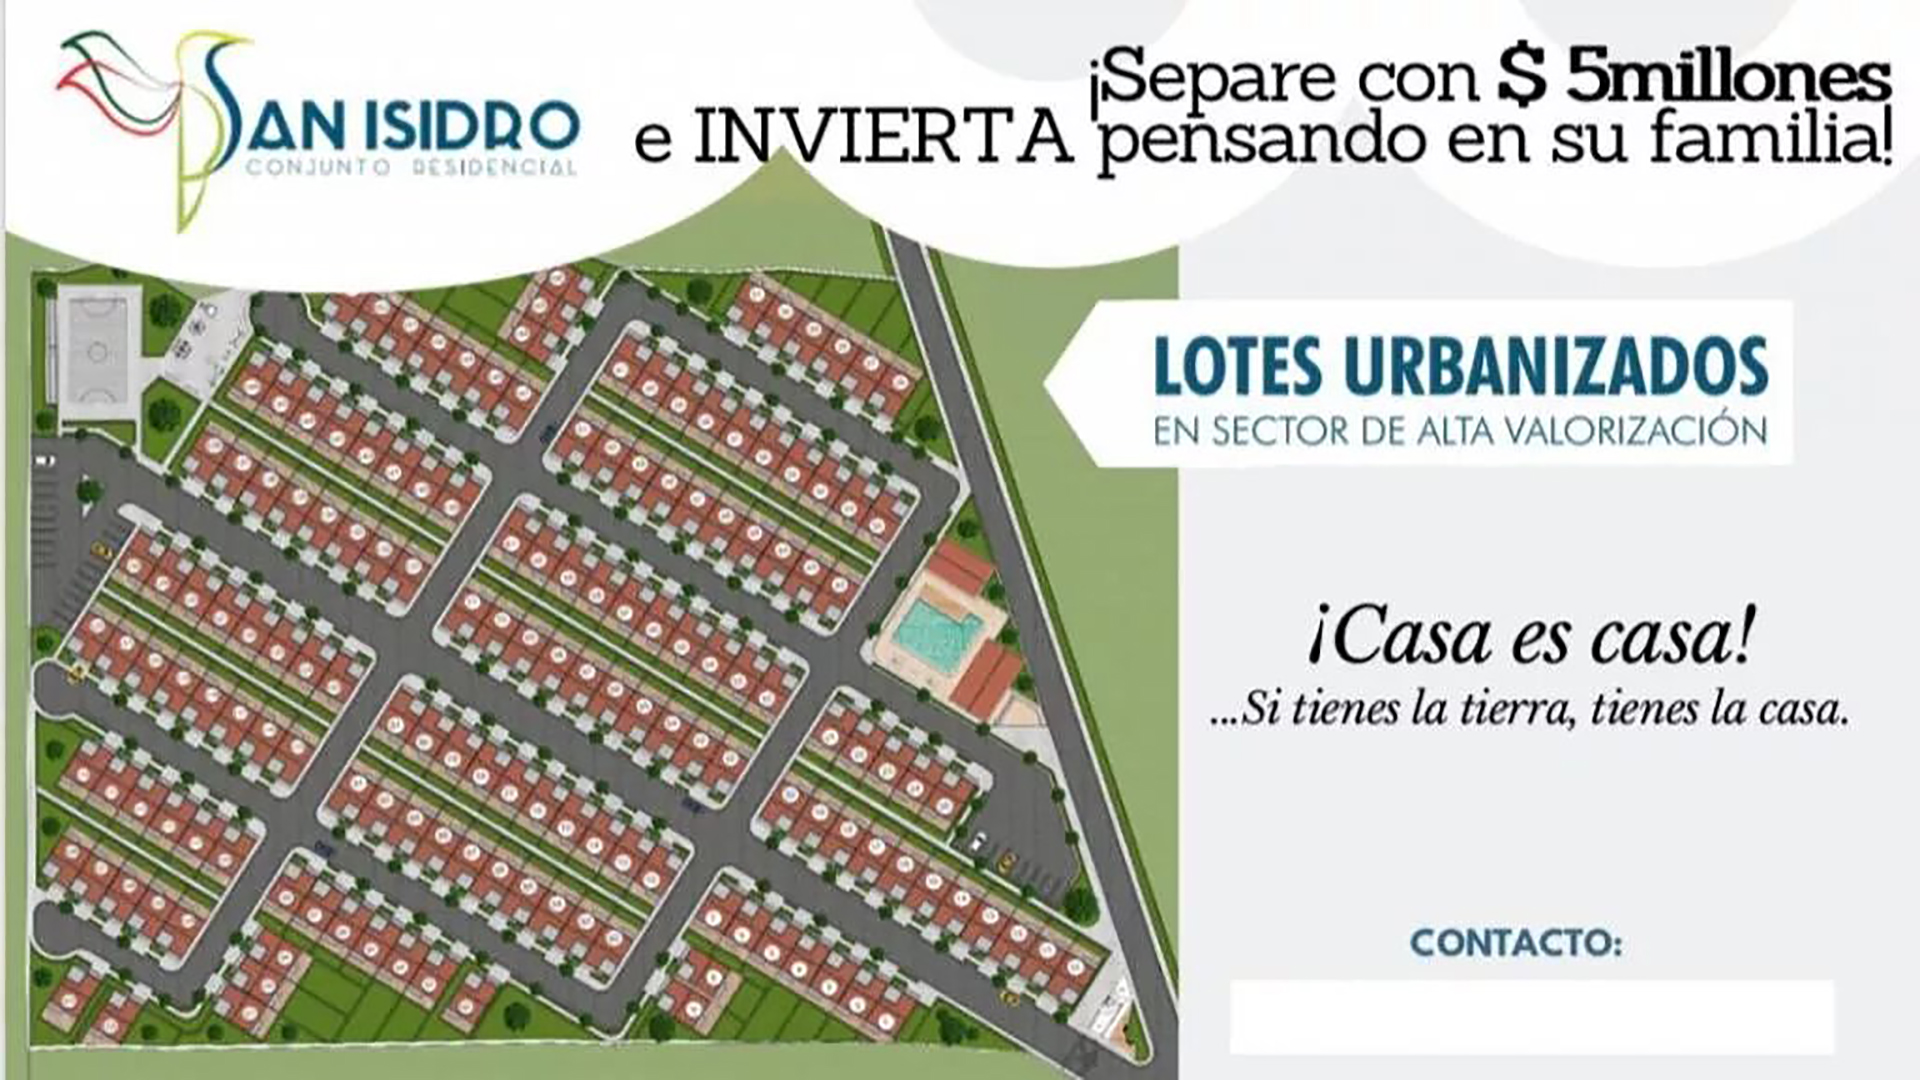 SAN ISIDRO
CONJUNTO RESIDENCIAL
¡Separe con $ 5millones
e INVIERTA pensando en su familia!
LOTES URBANIZADOS
EN SECTOR DE ALTA VALORIZACIÓN
¡Casa es casa!
...Si tienes la tierra, tienes la casa.
CONTACTO: